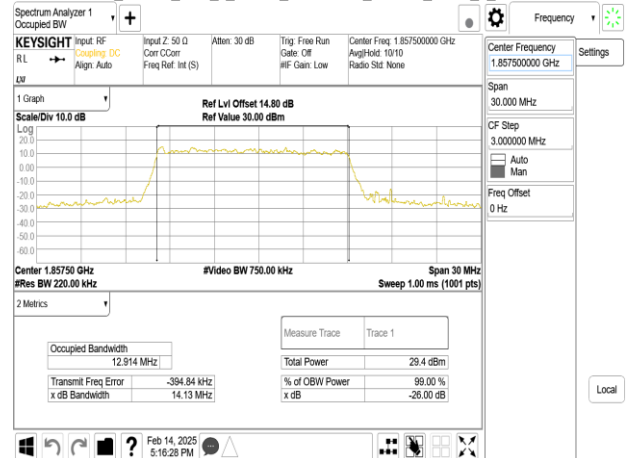 Spectrum Analyzer 1
Occupied BW
+
Frequency
KEYSIGHT
Input: RF
Input Z: 50 Ω
Atten: 30 dB
Trig: Free Run
Center Freq: 1.857500000 GHz
RL
Coupling: DC
Corr CCorr
Gate: Off
Avg|Hold: 10/10
Align: Auto
Freq Ref: Int (S)
#IF Gain: Low
Radio Std: None
LXI
Center Frequency
1.857500000 GHz
Settings
Span
30.000 MHz
CF Step
3.000000 MHz
Auto
Man
Freq Offset
0 Hz
Local
1 Graph
Ref Lvl Offset 14.80 dB
Scale/Div 10.0 dB
Ref Value 30.00 dBm
Log
20.0
10.0
0.00
-10.0
-20.0
-30.0
-40.0
-50.0
-60.0
Center 1.85750 GHz
#Video BW 750.00 kHz
Span 30 MHz
#Res BW 220.00 kHz
Sweep 1.00 ms (1001 pts)
2 Metrics
Measure Trace
Trace 1
Occupied Bandwidth
12.914 MHz
Total Power
29.4 dBm
Transmit Freq Error
-394.84 kHz
% of OBW Power
99.00 %
x dB Bandwidth
14.13 MHz
x dB
-26.00 dB
?
Feb 14, 2025
5:16:28 PM